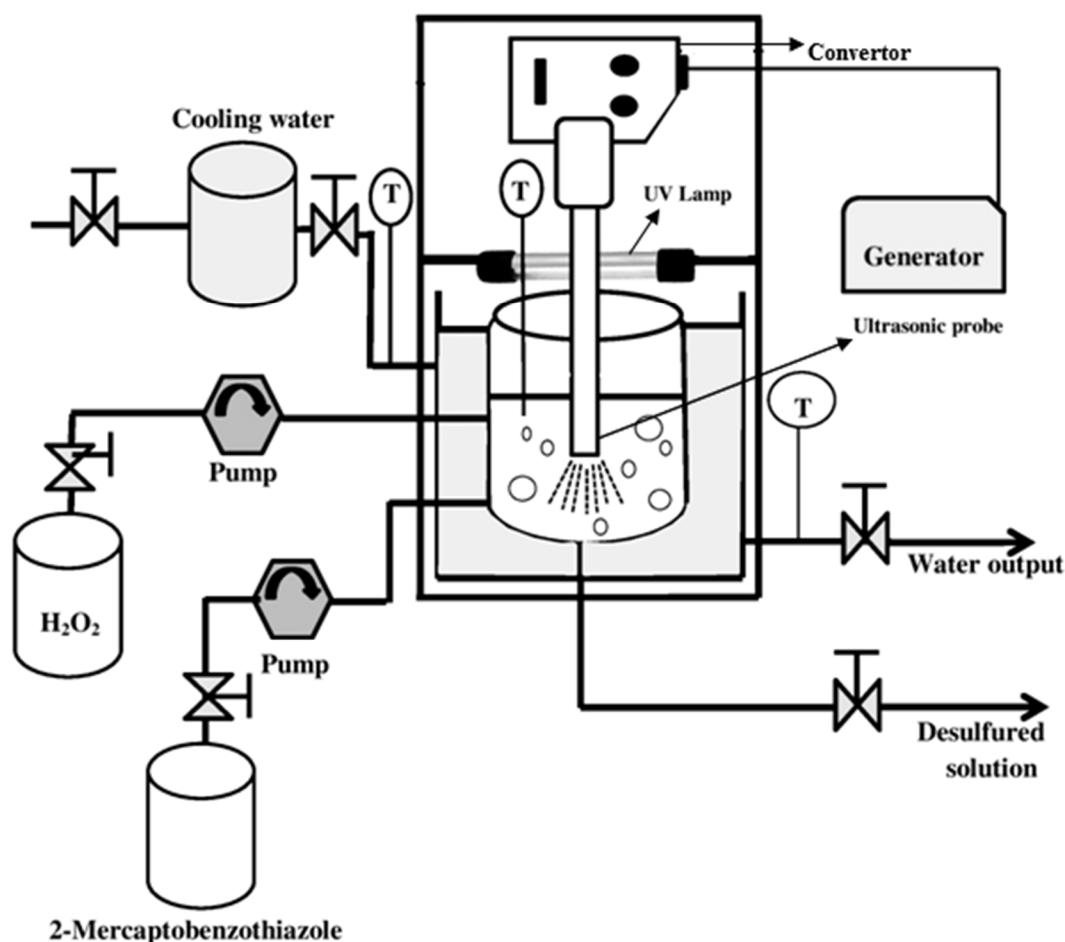 Convertor
Cooling water
T
T
UV Lamp
Generator
Ultrasonic probe
T
Pump
Water output
H₂O₂
Pump
Desulfured
solution
2-Mercaptobenzothiazole